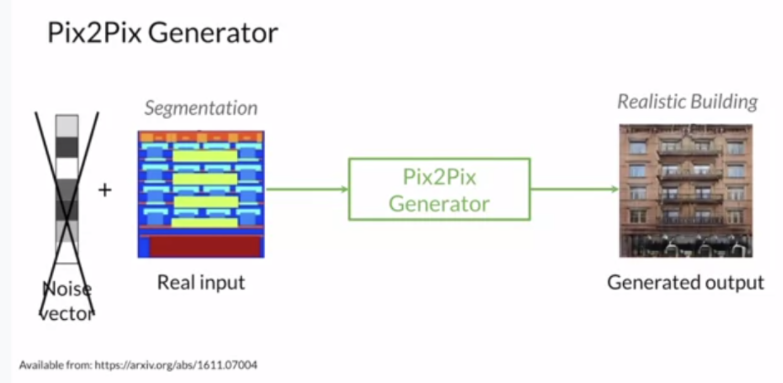 Pix2Pix Generator
Segmentation
Realistic Building
+
Pix2Pix
Generator
Noise
vector
Real input
Generated output
Available from: https://arxiv.org/abs/1611.07004